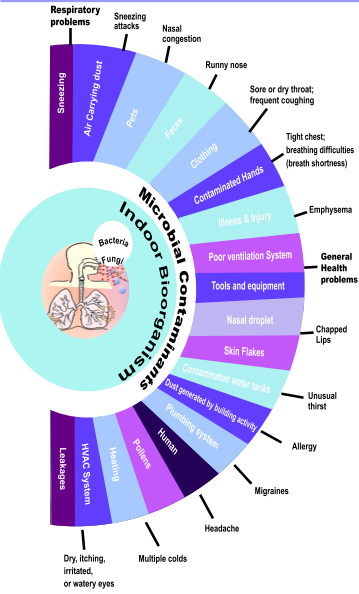 Respiratory
problems
Sneezing
attacks
Nasal
congestion
Runny nose
Sore or dry throat;
frequent coughing
Tight chest;
breathing difficulties
(breath shortness)
Emphysema
General
Health
problems
Chapped
Lips
Unusual
thirst
Allergy
Migraines
Headache
Multiple colds
Dry, itching,
irritated,
or watery eyes
Sneezing
Air Carrying dust
Pets
Feces
Clothing
Contaminated Hands
Illness & Injury
Poor ventilation System
Tools and equipment
Nasal droplet
Skin Flakes
Contaminated water tanks
Dust generated by building activity
Plumbing system
Human
Pollens
Heating
HVAC System
Leakages
Microbial Contaminants
Indoor Bioorganism
Bacteria
Fungi